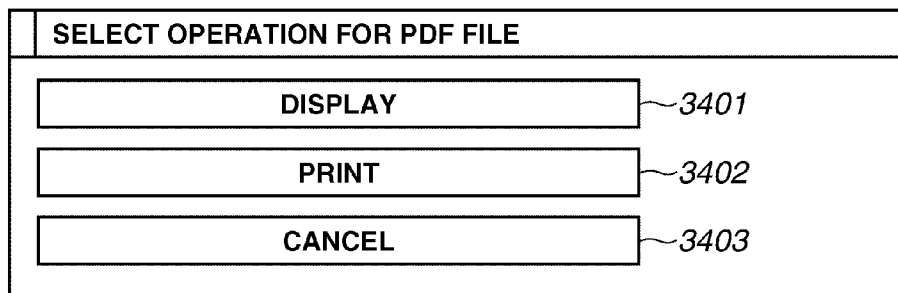 SELECT OPERATION FOR PDF FILE
DISPLAY 3401
PRINT 3402
CANCEL 3403